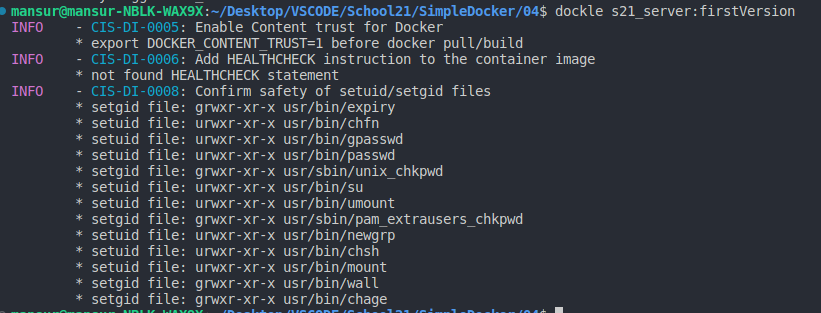 mansur@mansur-NBLK-WAX9X:~/Desktop/VSCODE/School21/SimpleDocker/04$ dockle s21_server:firstVersion
INFO - CIS-DI-0005: Enable Content trust for Docker
* export DOCKER_CONTENT_TRUST=1 before docker pull/build
INFO - CIS-DI-0006: Add HEALTHCHECK instruction to the container image
* not found HEALTHCHECK statement
INFO - CIS-DI-0008: Confirm safety of setuid/setgid files
* setgid file: grwxr-xr-x usr/bin/expiry
* setuid file: urwxr-xr-x usr/bin/chfn
* setuid file: urwxr-xr-x usr/bin/gpasswd
* setuid file: urwxr-xr-x usr/bin/passwd
* setgid file: grwxr-xr-x usr/sbin/unix_chkpwd
* setuid file: urwxr-xr-x usr/bin/su
* setuid file: urwxr-xr-x usr/bin/umount
* setgid file: grwxr-xr-x usr/sbin/pam_extrausers_chkpwd
* setuid file: urwxr-xr-x usr/bin/newgrp
* setuid file: urwxr-xr-x usr/bin/chsh
* setuid file: urwxr-xr-x usr/bin/mount
* setgid file: grwxr-xr-x usr/bin/wall
* setgid file: grwxr-xr-x usr/bin/chage
mansur@mansur-NBLK-WAX9X:~/Desktop/VSCODE/School21/SimpleDocker/04$